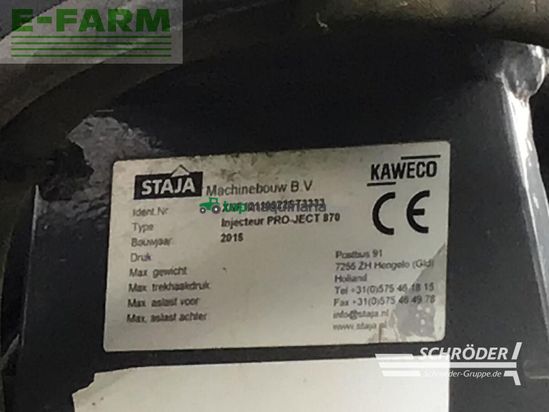 E-FARM
STAJA Machinebouw B.V
KAWECO
CE
Ident.Nr
Type Injecteur PRO-JECT 870
Bouwjaar 2015
Druk
Max gewicht
Max. trekhaakdruk
Max. aslast voor
Max. aslast achter
Postbus 91
7255 ZH Hengelo (Gld)
Holland
Tel +31(0)575 46 18 15
Fax +31(0)575 46 49 78
info@staja.nl
www.staja.nl
topmaquinaria
SCHRÖDER
Schröder-Gruppe.de